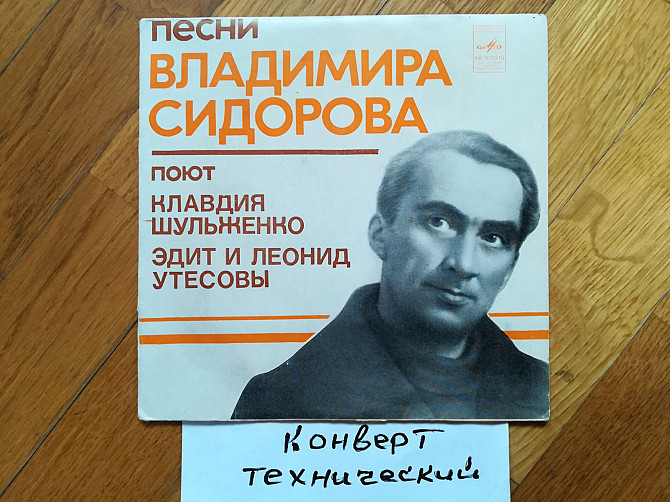 песни
ВЛАДИМИРА
СИДОРОВА
поют
КЛАВДИЯ
ШУЛЬЖЕНКО
ЭДИТ И ЛЕОНИД
УТЕСОВЫ
Конверт
технический